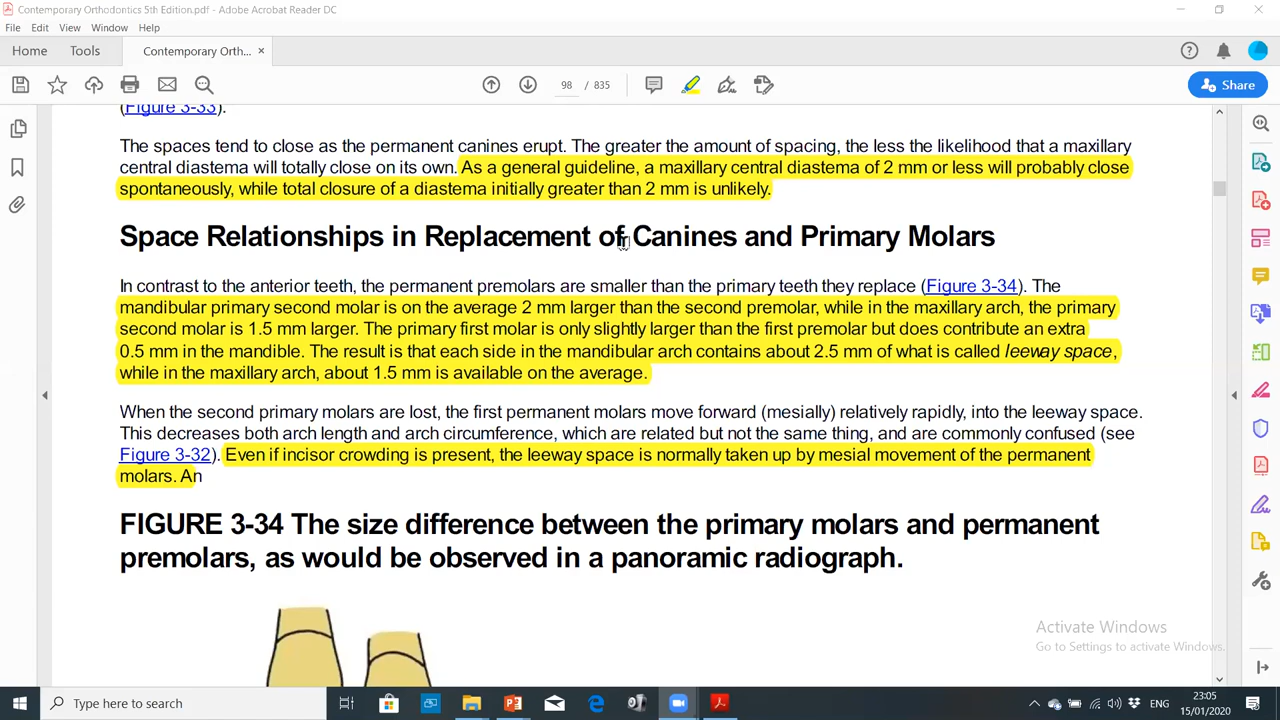 Contemporary Orthodontics 5th Edition.pdf - Adobe Acrobat Reader DC
File Edit View Window Help
Home Tools Contemporary Orth... ×
98 / 835
Share
(Figure 3-33).
The spaces tend to close as the permanent canines erupt. The greater the amount of spacing, the less the likelihood that a maxillary
central diastema will totally close on its own. As a general guideline, a maxillary central diastema of 2 mm or less will probably close
spontaneously, while total closure of a diastema initially greater than 2 mm is unlikely.
Space Relationships in Replacement of Canines and Primary Molars
In contrast to the anterior teeth, the permanent premolars are smaller than the primary teeth they replace (Figure 3-34). The
mandibular primary second molar is on the average 2 mm larger than the second premolar, while in the maxillary arch, the primary
second molar is 1.5 mm larger. The primary first molar is only slightly larger than the first premolar but does contribute an extra
0.5 mm in the mandible. The result is that each side in the mandibular arch contains about 2.5 mm of what is called leeway space,
while in the maxillary arch, about 1.5 mm is available on the average.
When the second primary molars are lost, the first permanent molars move forward (mesially) relatively rapidly, into the leeway space.
This decreases both arch length and arch circumference, which are related but not the same thing, and are commonly confused (see
Figure 3-32). Even if incisor crowding is present, the leeway space is normally taken up by mesial movement of the permanent
molars. An
FIGURE 3-34 The size difference between the primary molars and permanent
premolars, as would be observed in a panoramic radiograph.
Activate Windows
Go to Settings to activate Windows.
Type here to search
ENG
23:05
15/01/2020